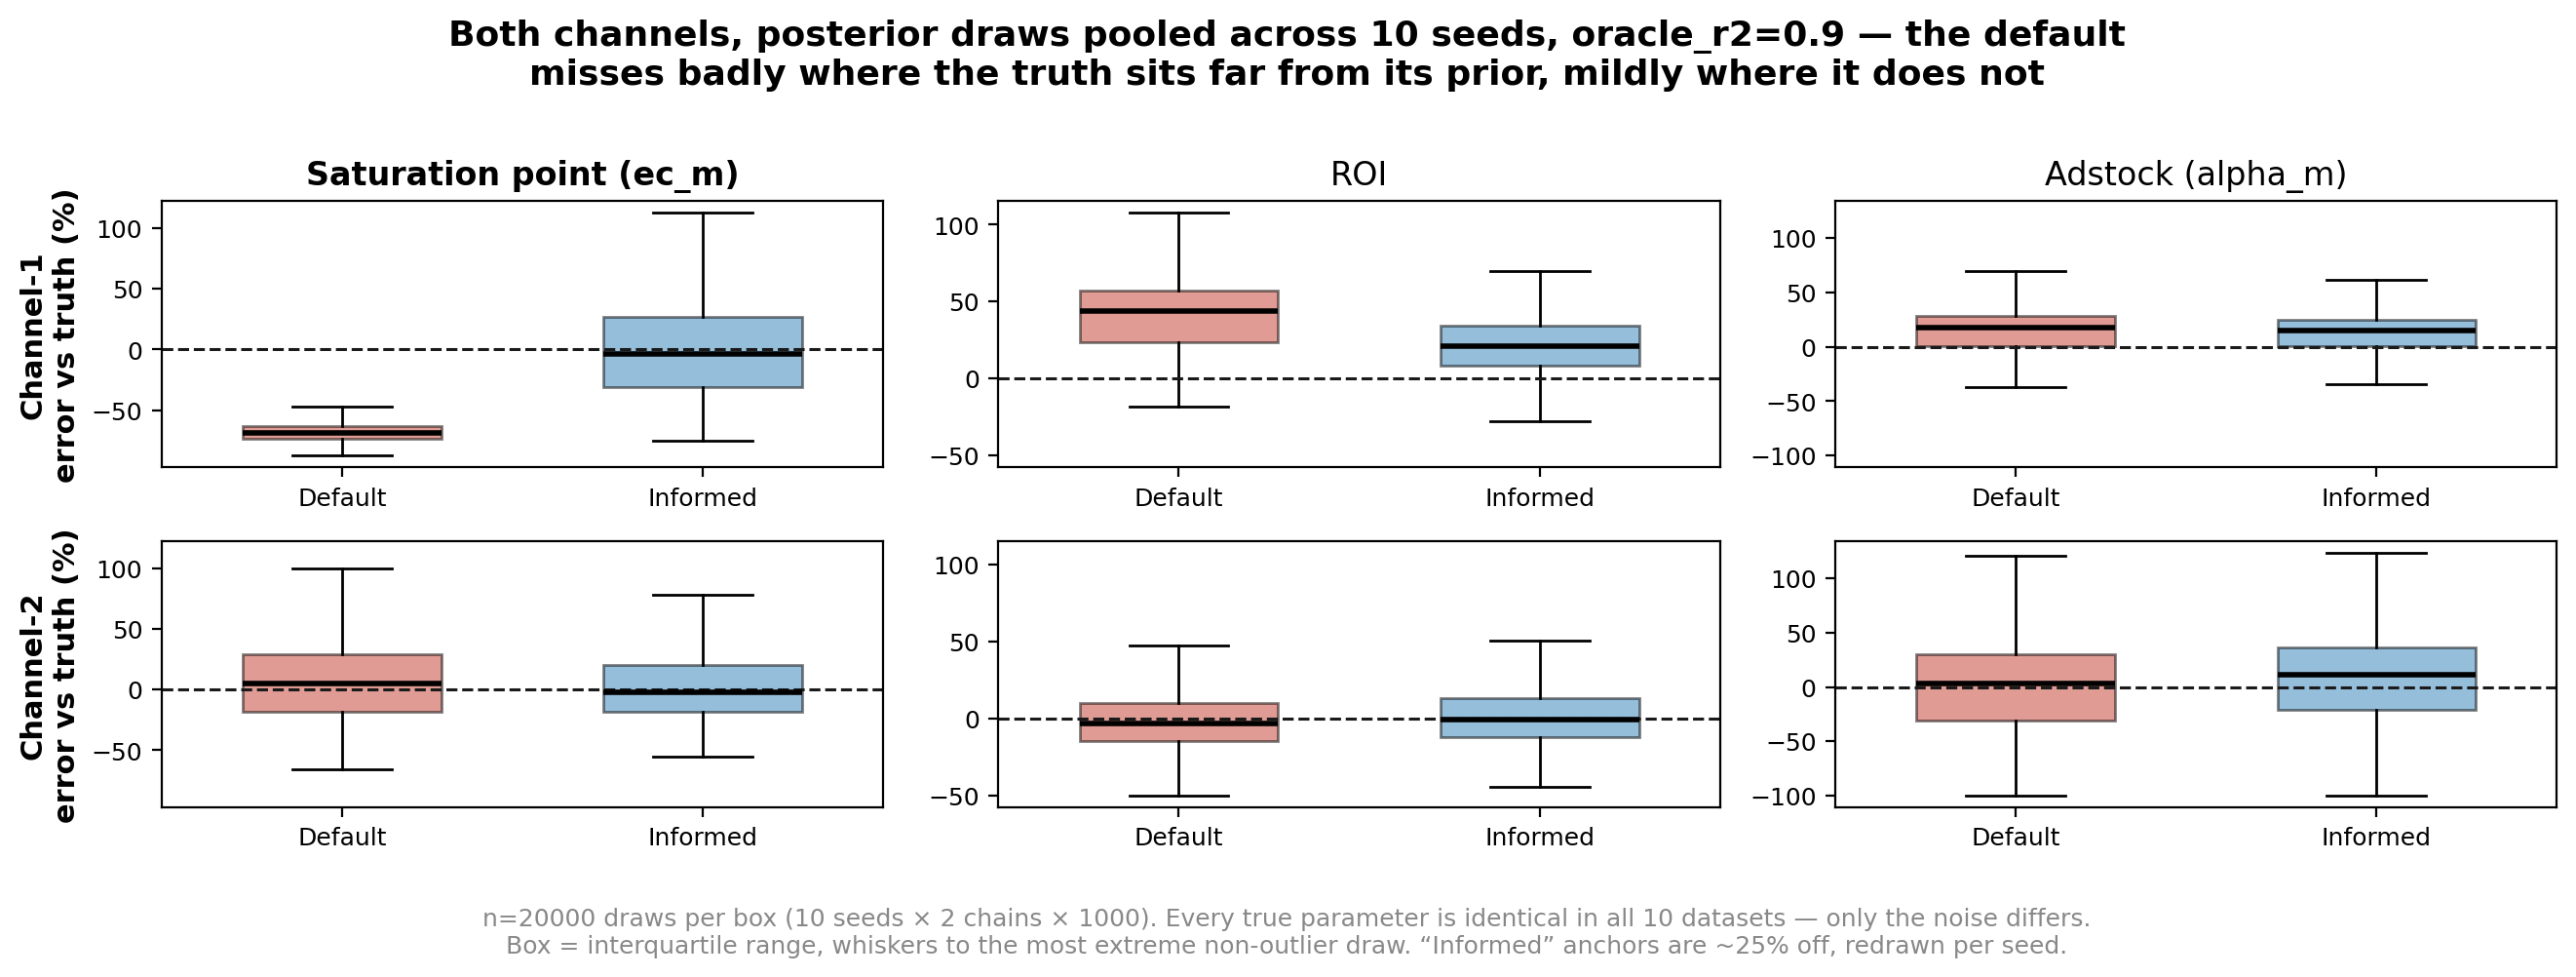 Both channels, posterior draws pooled across 10 seeds, oracle_r2=0.9 — the default
misses badly where the truth sits far from its prior, mildly where it does not
Saturation point (ec_m)
ROI
Adstock (alpha_m)
Channel-1
error vs truth (%)
100
50
0
−50
Default
Informed
100
50
0
−50
Default
Informed
100
50
0
−50
−100
Default
Informed
Channel-2
error vs truth (%)
100
50
0
−50
Default
Informed
100
50
0
−50
Default
Informed
100
50
0
−50
−100
Default
Informed
n=20000 draws per box (10 seeds × 2 chains × 1000). Every true parameter is identical in all 10 datasets — only the noise differs.
Box = interquartile range, whiskers to the most extreme non-outlier draw. “Informed” anchors are ~25% off, redrawn per seed.